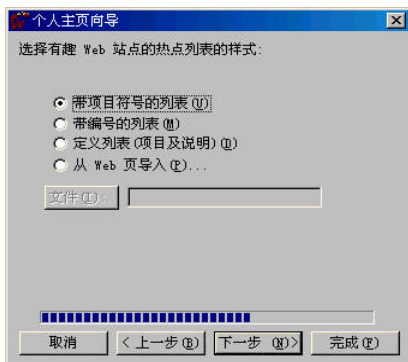 个人主页向导
选择有趣 Web 站点的热点列表的样式:
带项目符号的列表(U)
带编号的列表(M)
定义列表(项目及说明)(D)
从 Web 页导入(P)...
文件(I):
取消
< 上一步(B)
下一步 (N)>
完成(F)